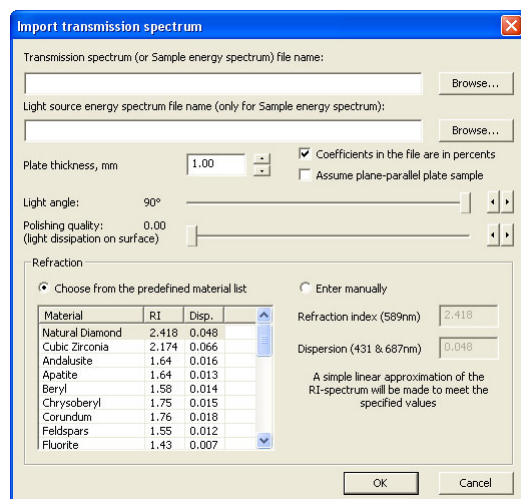 Import transmission spectrum
Transmission spectrum (or Sample energy spectrum) file name:
Browse...
Light source energy spectrum file name (only for Sample energy spectrum):
Browse...
Plate thickness, mm 1.00 Coefficients in the file are in percents
Assume plane-parallel plate sample
Light angle: 90°
Polishing quality: 0.00
(light dissipation on surface)
Refraction
Choose from the predefined material list Enter manually
Material RI Disp.
Natural Diamond 2.418 0.048
Cubic Zirconia 2.174 0.066
Andalusite 1.64 0.016
Apatite 1.64 0.013
Beryl 1.58 0.014
Chrysoberyl 1.75 0.015
Corundum 1.76 0.018
Feldspars 1.55 0.012
Fluorite 1.43 0.007
Refraction index (589nm) 2.418
Dispersion (431 & 687nm) 0.048
A simple linear approximation of the
RI-spectrum will be made to meet the
specified values
OK Cancel